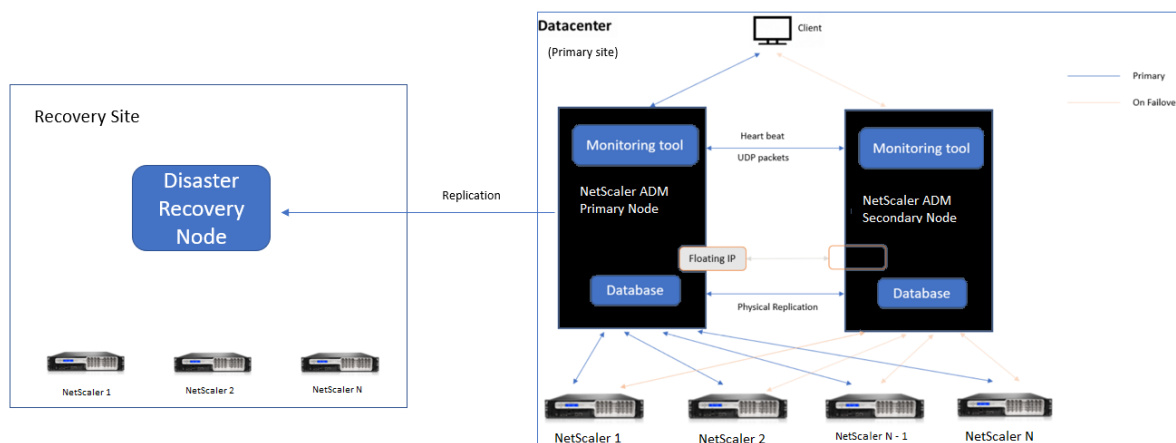 Datacenter
(Primary site)
Client
Primary
On Failove
Recovery Site
Disaster
Recovery
Node
Replication
Monitoring tool
Heart beat
UDP packets
Monitoring tool
NetScaler ADM
Primary Node
NetScaler ADM
Secondary Node
Floating IP
Database
Physical Replication
Database
NetScaler 1
NetScaler 2
NetScaler N
NetScaler 1
NetScaler 2
NetScaler N - 1
NetScaler N